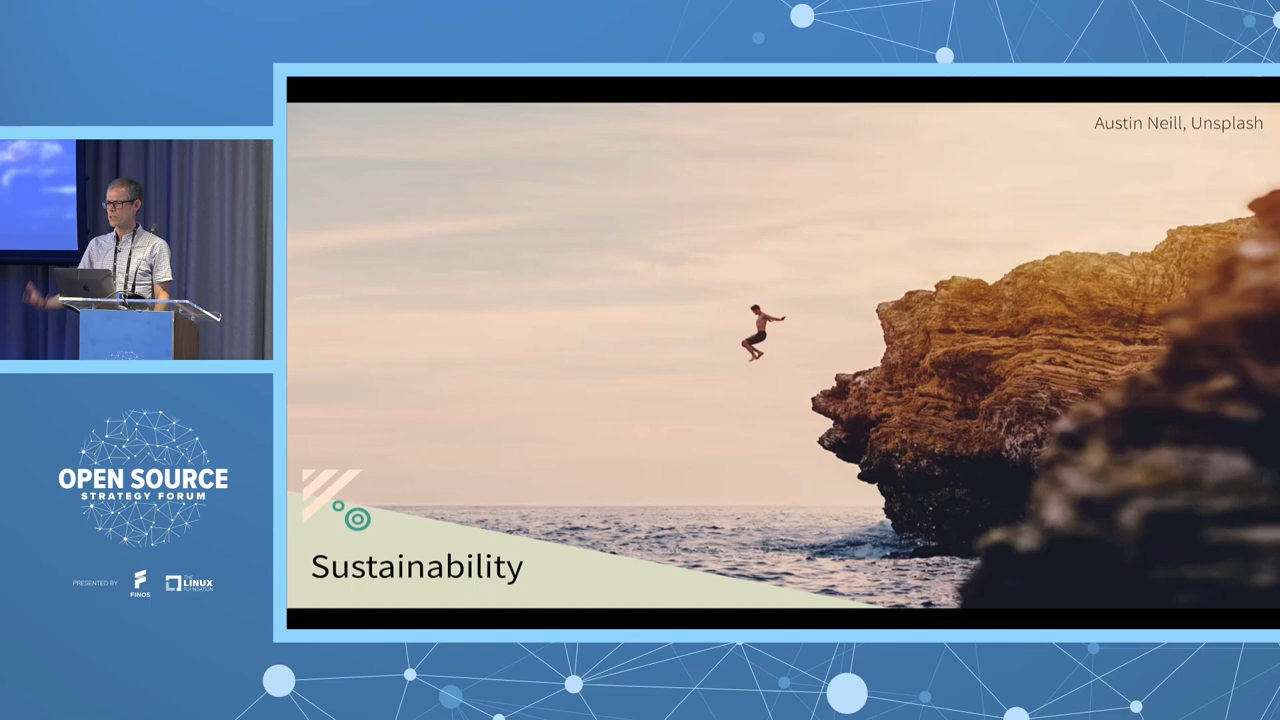 Austin Neill, Unsplash
Sustainability
OPEN SOURCE
STRATEGY FORUM
PRESENTED BY
FINOS
THE
LINUX
FOUNDATION